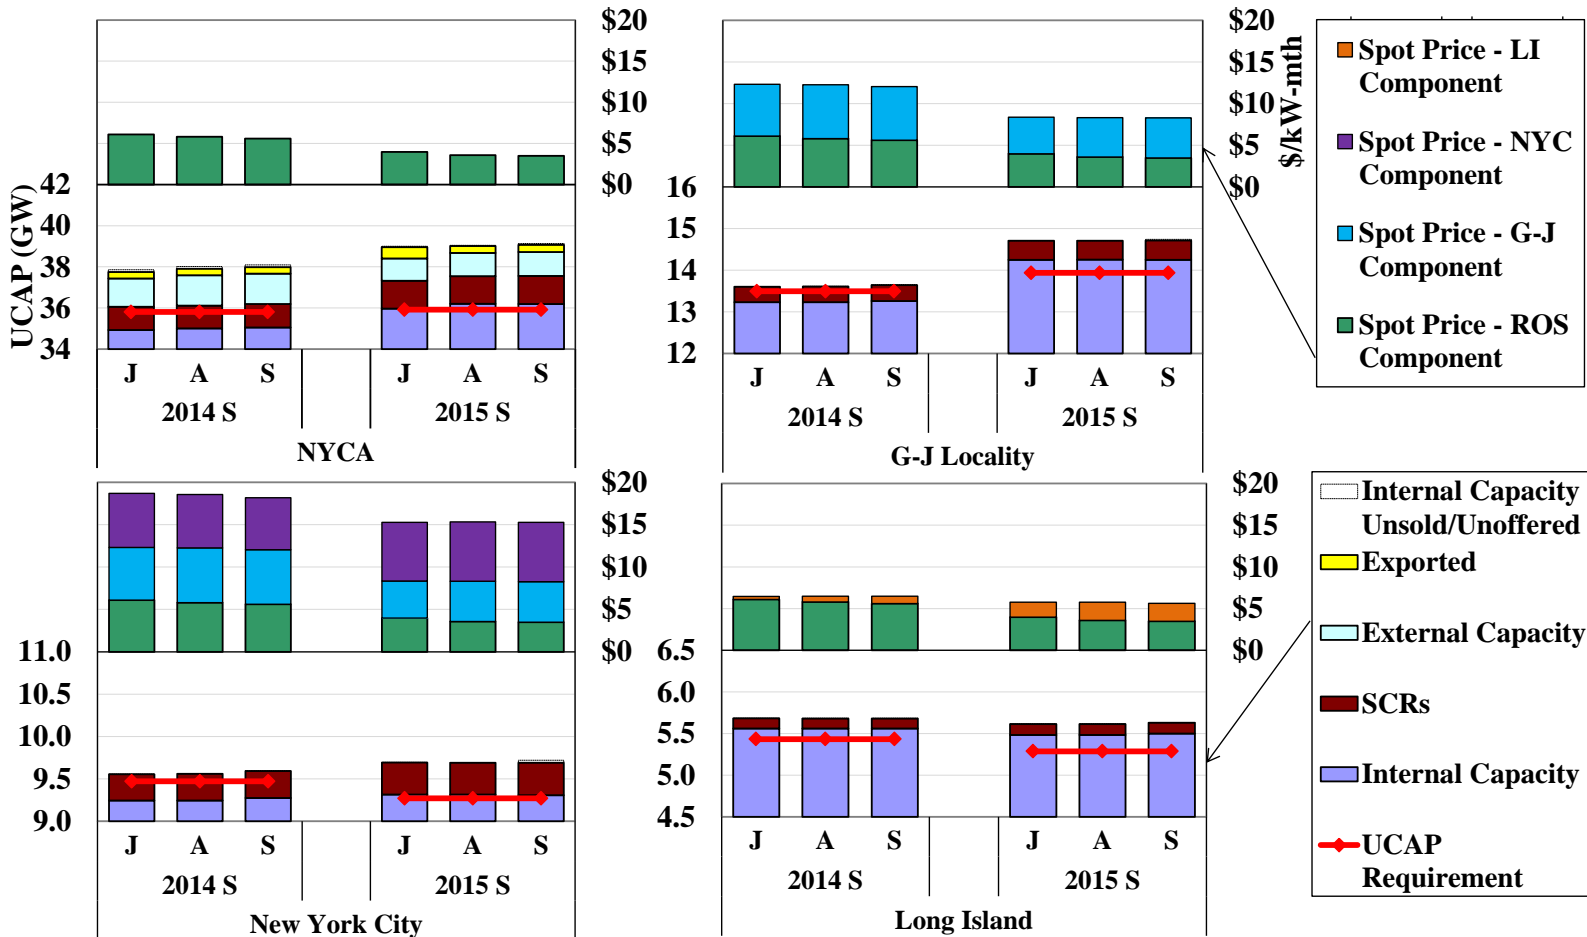 $20
$15
$10
$5
$0
42
40
38
36
34
UCAP (GW)
J A S J A S
2014 S 2015 S
NYCA
$20
$15
$10
$5
$0
$/kW-mth
16
15
14
13
12
J A S J A S
2014 S 2015 S
G-J Locality
Spot Price - LI
Component
Spot Price - NYC
Component
Spot Price - G-J
Component
Spot Price - ROS
Component
$20
$15
$10
$5
$0
11.0
10.5
10.0
9.5
9.0
J A S J A S
2014 S 2015 S
New York City
$20
$15
$10
$5
$0
6.5
6.0
5.5
5.0
4.5
J A S J A S
2014 S 2015 S
Long Island
Internal Capacity
Unsold/Unoffered
Exported
External Capacity
SCRs
Internal Capacity
UCAP
Requirement